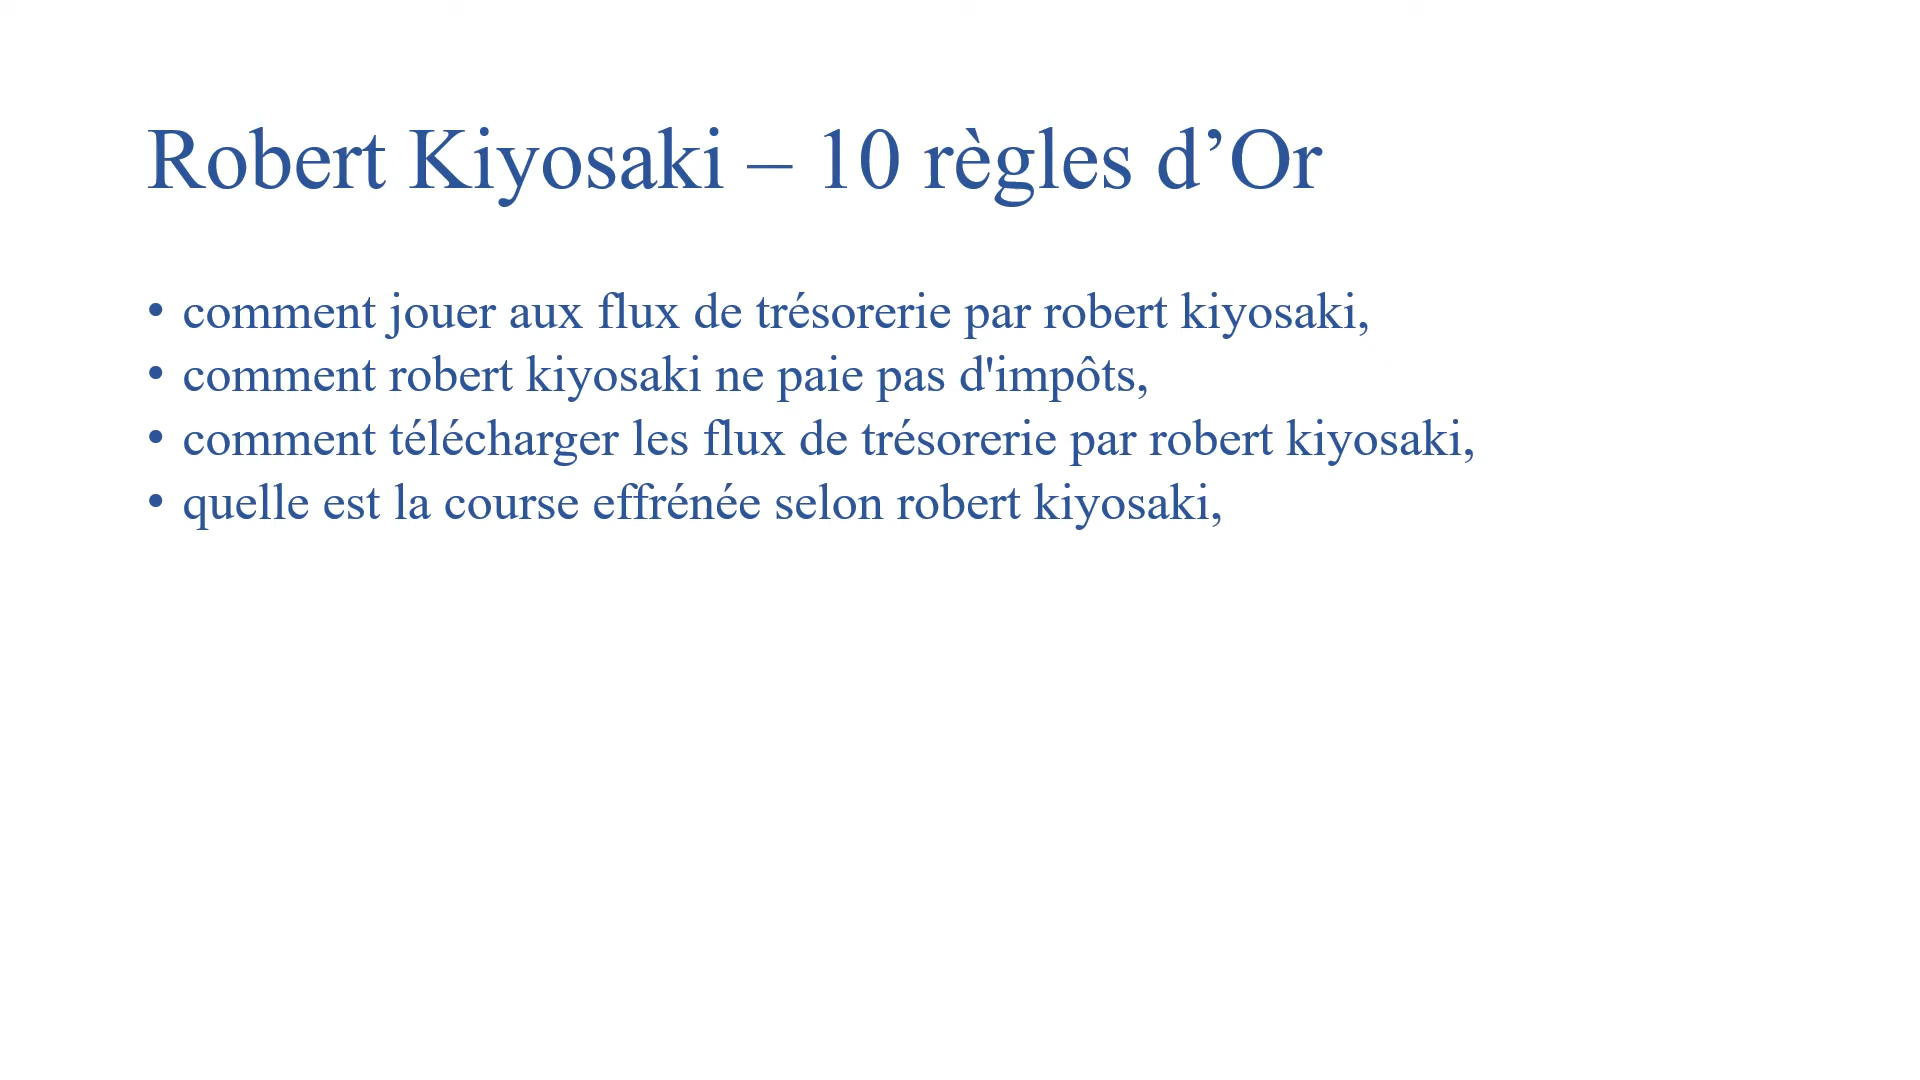 Robert Kiyosaki – 10 règles d’Or
• comment jouer aux flux de trésorerie par robert kiyosaki,
• comment robert kiyosaki ne paie pas d'impôts,
• comment télécharger les flux de trésorerie par robert kiyosaki,
• quelle est la course effrénée selon robert kiyosaki,